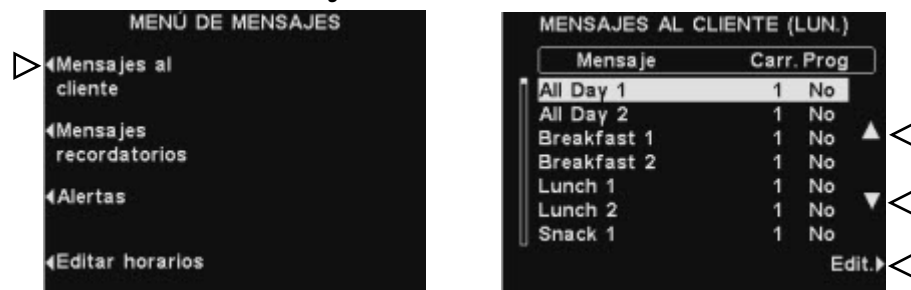 MENÚ DE MENSAJES
◀Mensajes al
cliente
◀Mensajes
recordatorios
◀Alertas
◀Editar horarios
MENSAJES AL CLIENTE (LUN.)
Mensaje Carr. Prog
All Day 1 1 No
All Day 2 1 No
Breakfast 1 1 No
Breakfast 2 1 No
Lunch 1 1 No
Lunch 2 1 No
Snack 1 1 No
Edit.▶